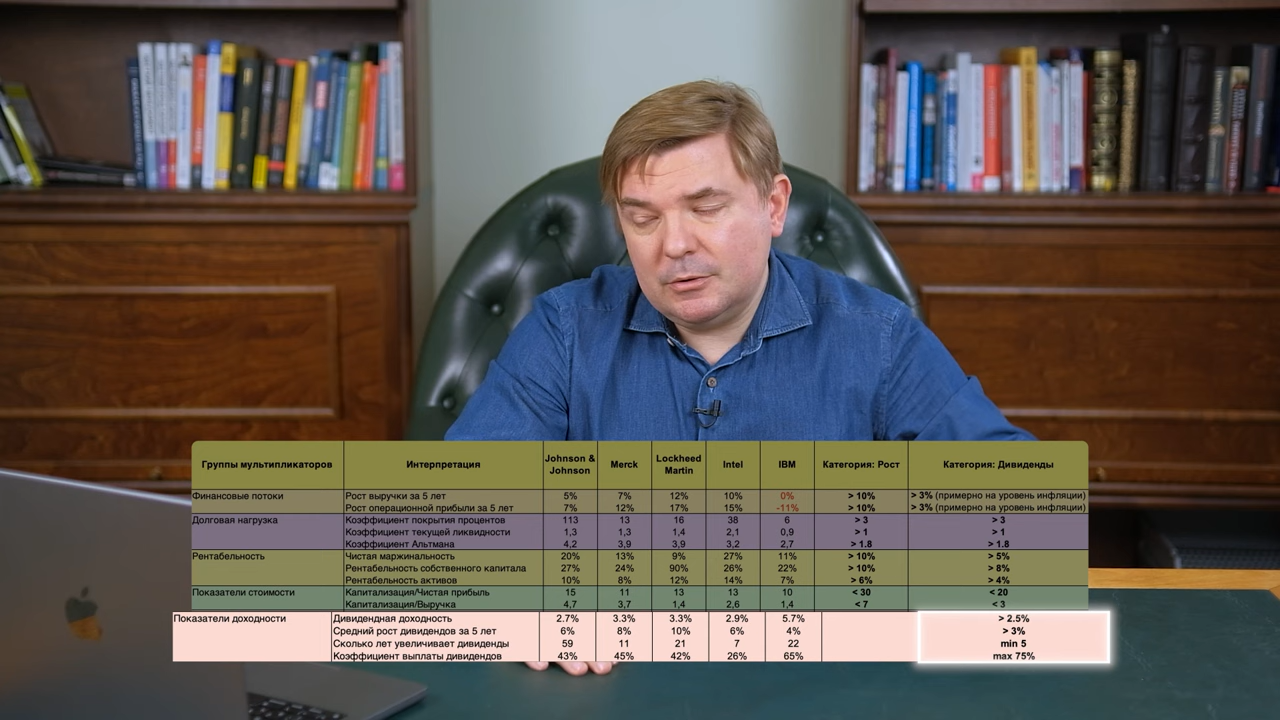 Группы мультипликаторов Интерпретация Johnson & Johnson Merck Lockheed Martin Intel IBM Категория: Рост Категория: Дивиденды
Финансовые потоки Рост выручки за 5 лет 5% 7% 12% 10% 0% > 10% > 3% (примерно на уровень инфляции)
Рост операционной прибыли за 5 лет 7% 12% 17% 15% -11% > 10% > 3% (примерно на уровень инфляции)
Долговая нагрузка Коэффициент покрытия процентов 113 13 16 38 6 > 3 > 3
Коэффициент текущей ликвидности 1,3 1,3 1,4 2,1 0,9 > 1 > 1
Коэффициент Альтмана 4,2 3,9 3,9 3,2 2,7 > 1.8 > 1.8
Рентабельность Чистая маржинальность 20% 13% 9% 27% 11% > 10% > 5%
Рентабельность собственного капитала 27% 24% 90% 26% 22% > 10% > 8%
Рентабельность активов 10% 8% 12% 14% 7% > 6% > 4%
Показатели стоимости Капитализация/Чистая прибыль 15 11 13 13 10 < 30 < 20
Капитализация/Выручка 4,7 3,7 1,4 2,6 1,4 < 7 < 3
Показатели доходности Дивидендная доходность 2.7% 3.3% 3.3% 2.9% 5.7% > 2.5%
Средний рост дивидендов за 5 лет 6% 8% 10% 6% 4% > 3%
Сколько лет увеличивает дивиденды 59 11 21 7 22 min 5
Коэффициент выплаты дивидендов 43% 45% 42% 26% 65% max 75%